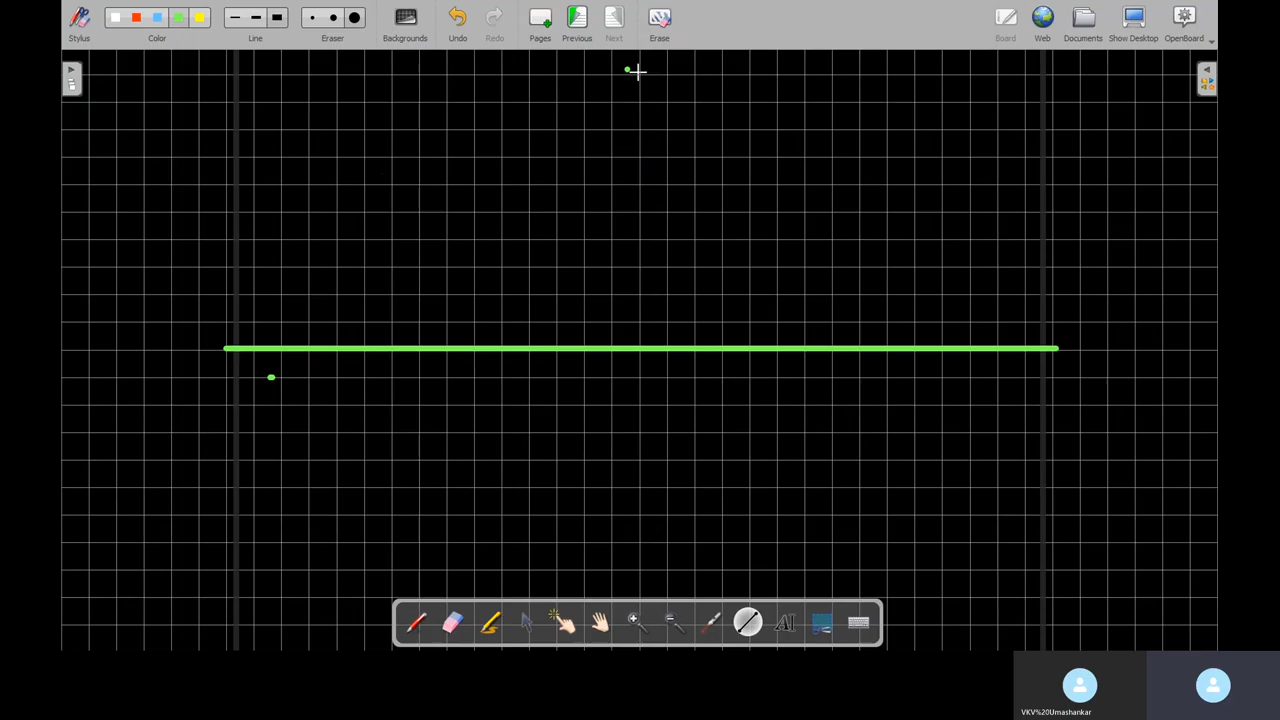 Stylus Color Line Eraser Backgrounds Undo Redo Pages Previous Next Erase Board Web Documents Show Desktop OpenBoard
AI
VKV%20Umashankar